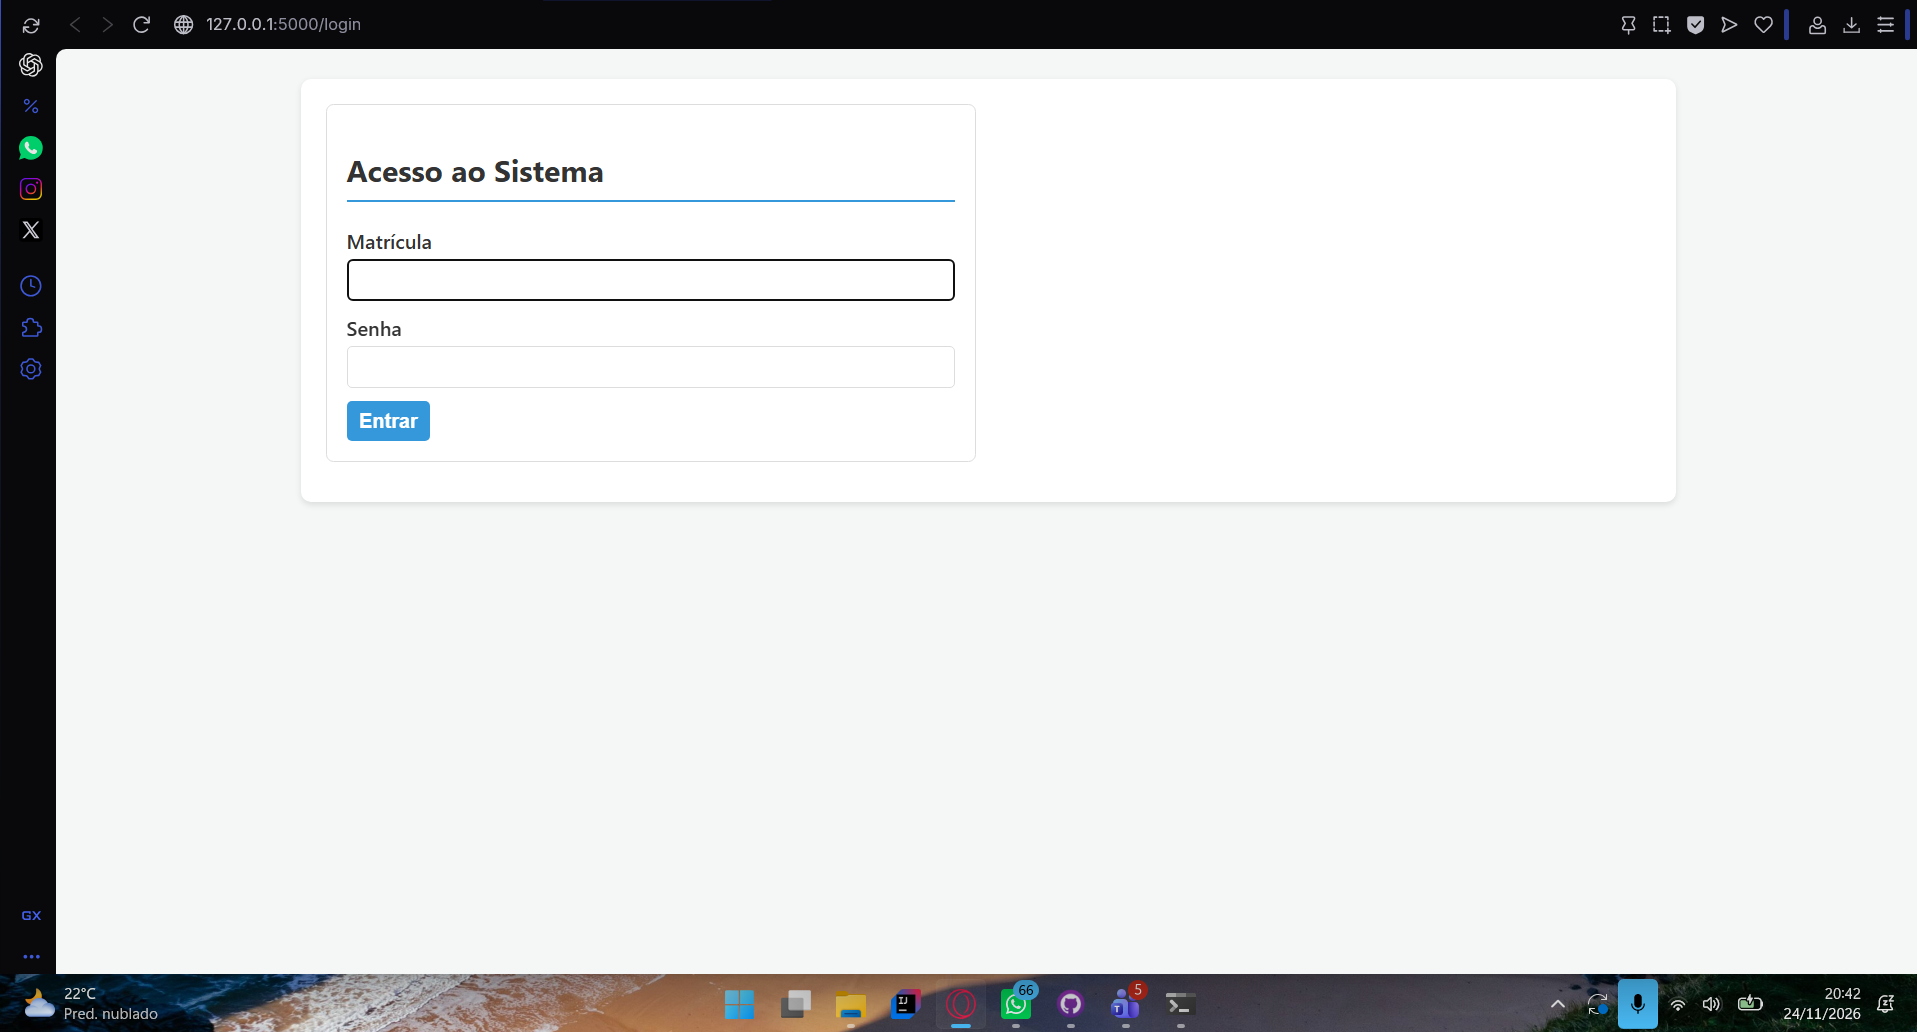 127.0.0.1:5000/login
Acesso ao Sistema
Matrícula
Senha
Entrar
GX
22°C
Pred. nublado
IJ
66
T
5
20:42
24/11/2026